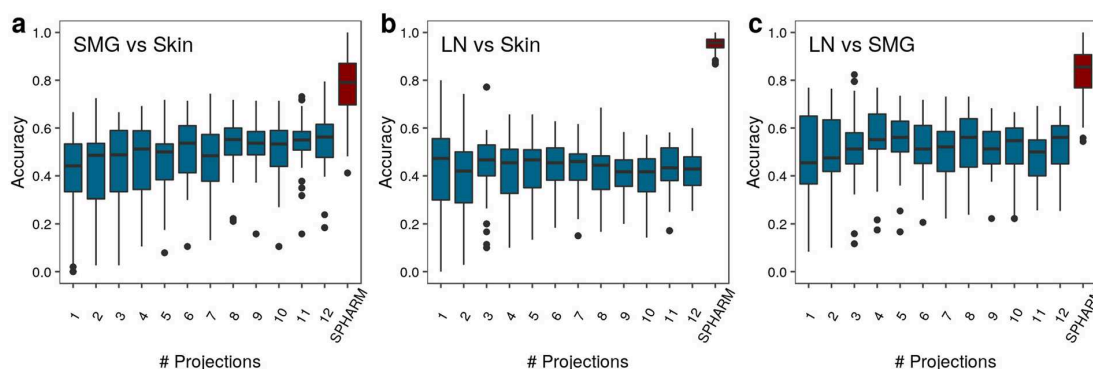 a
SMG vs Skin
Accuracy
1.0
0.8
0.6
0.4
0.2
0.0
1 2 3 4 5 6 7 8 9 10 11 12 SPHARM
# Projections
b
LN vs Skin
Accuracy
1.0
0.8
0.6
0.4
0.2
0.0
1 2 3 4 5 6 7 8 9 10 11 12 SPHARM
# Projections
c
LN vs SMG
Accuracy
1.0
0.8
0.6
0.4
0.2
0.0
1 2 3 4 5 6 7 8 9 10 11 12 SPHARM
# Projections